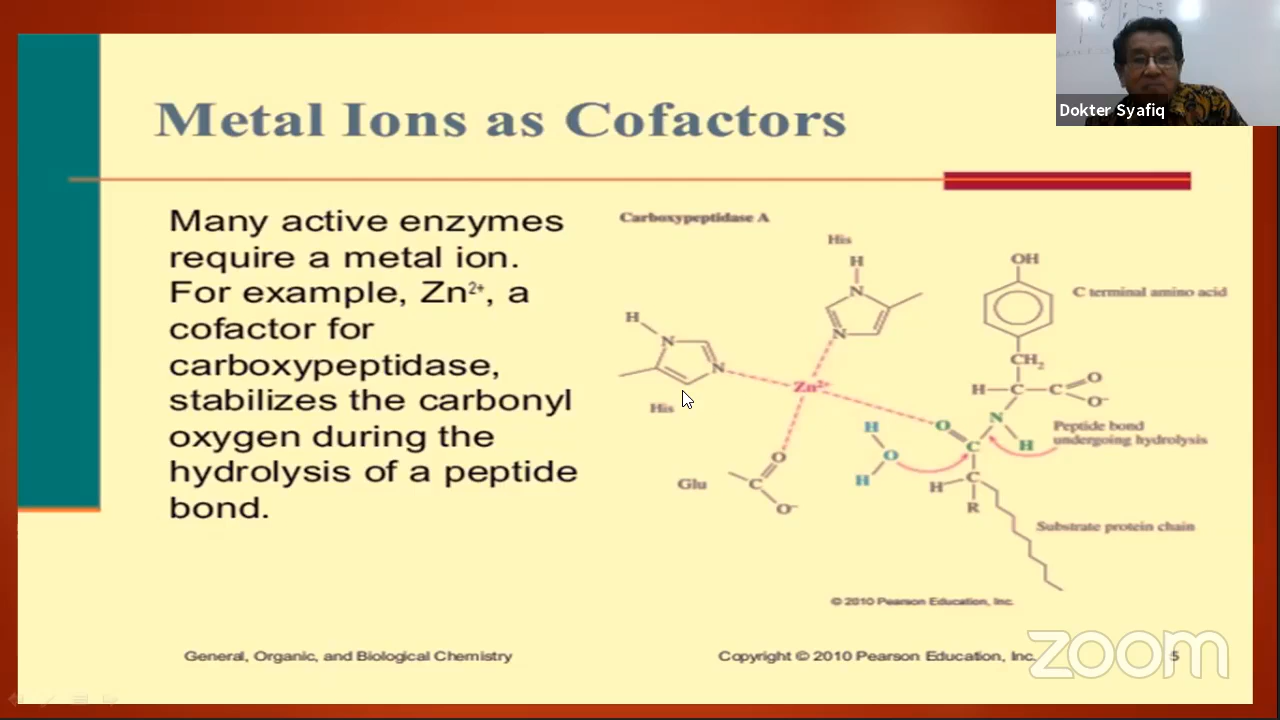 Dokter Syafiq
Metal Ions as Cofactors
Many active enzymes
require a metal ion.
For example, Zn²⁺, a
cofactor for
carboxypeptidase,
stabilizes the carbonyl
oxygen during the
hydrolysis of a peptide
bond.
Carboxypeptidase A
His
H
N
N
H
N
N
His
Zn²⁺
Glu
O
C
O⁻
H
O
H
OH
C terminal amino acid
CH₂
H
C
C
O
O⁻
N
H
O
C
Peptide bond
undergoing hydrolysis
H
C
R
Substrate protein chain
© 2010 Pearson Education, Inc.
General, Organic, and Biological Chemistry
Copyright © 2010 Pearson Education, Inc.
5
zoom